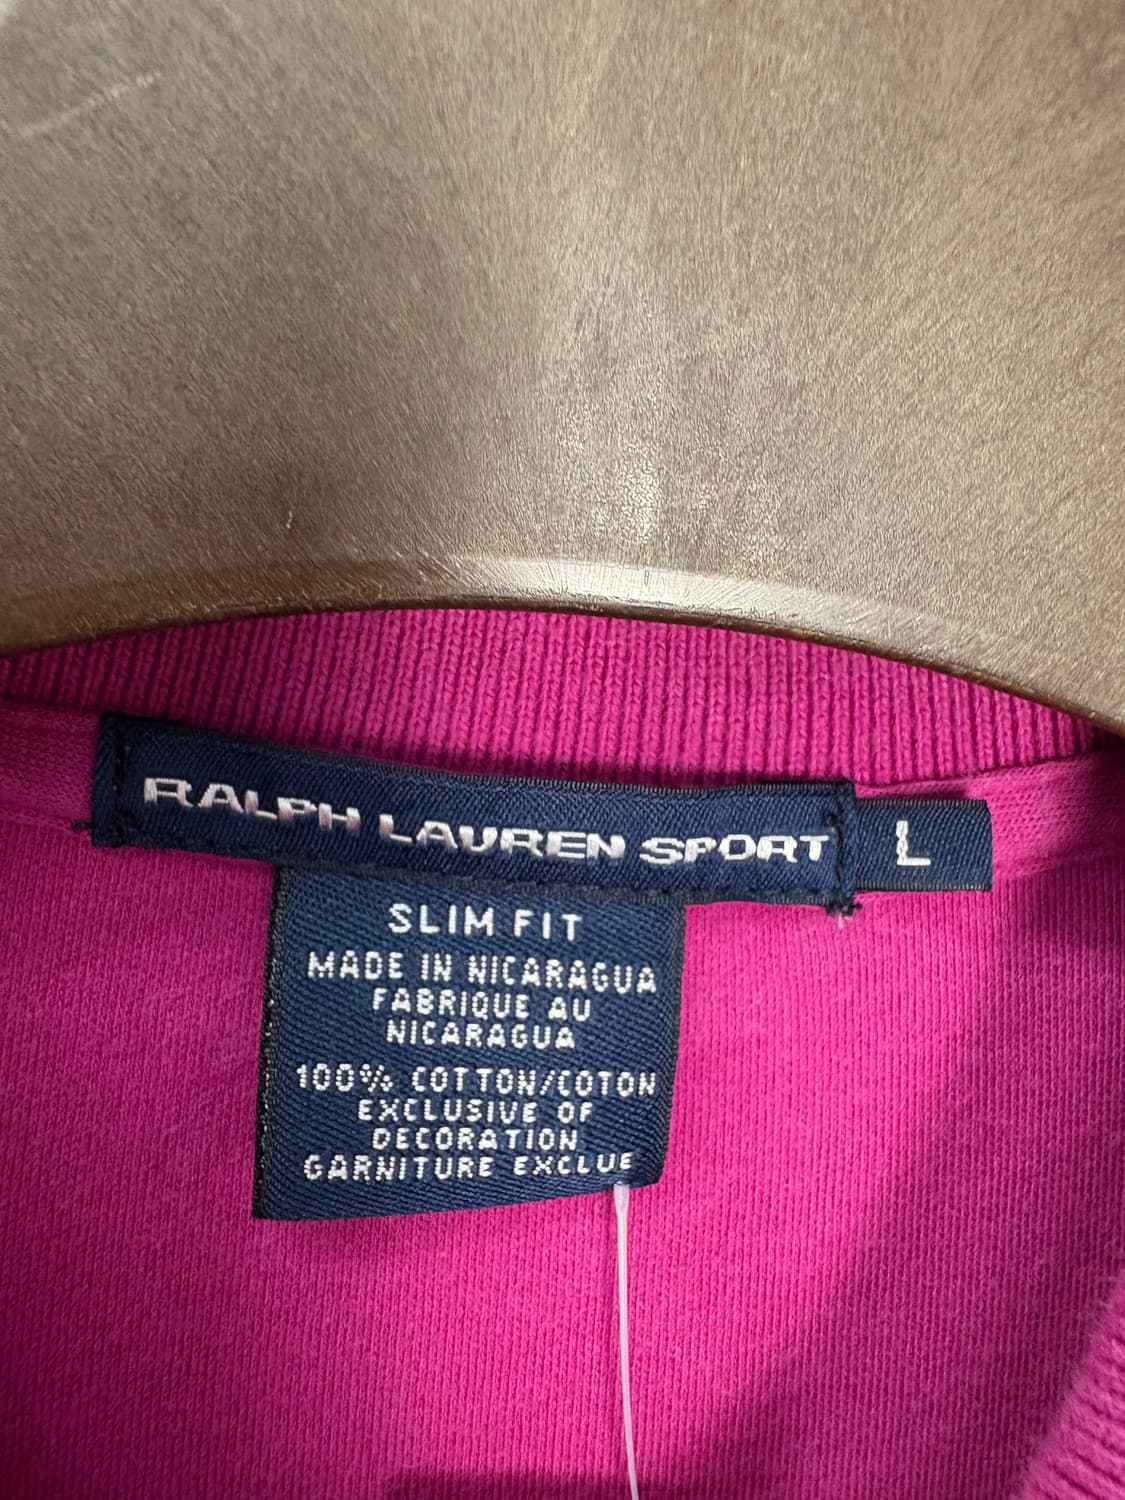 RALPH LAUREN SPORT
L
SLIM FIT
MADE IN NICARAGUA
FABRIQUE AU
NICARAGUA
100% COTTON/COTON
EXCLUSIVE OF
DECORATION
GARNITURE EXCLUE